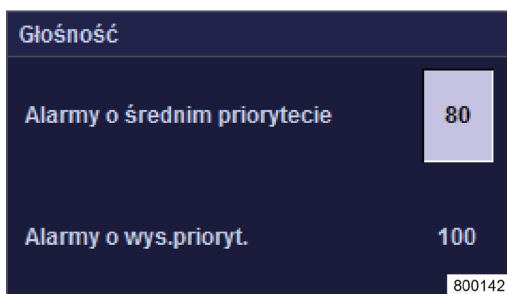 Głośność
Alarmy o średnim priorytecie 80
Alarmy o wys.prioryt. 100
800142